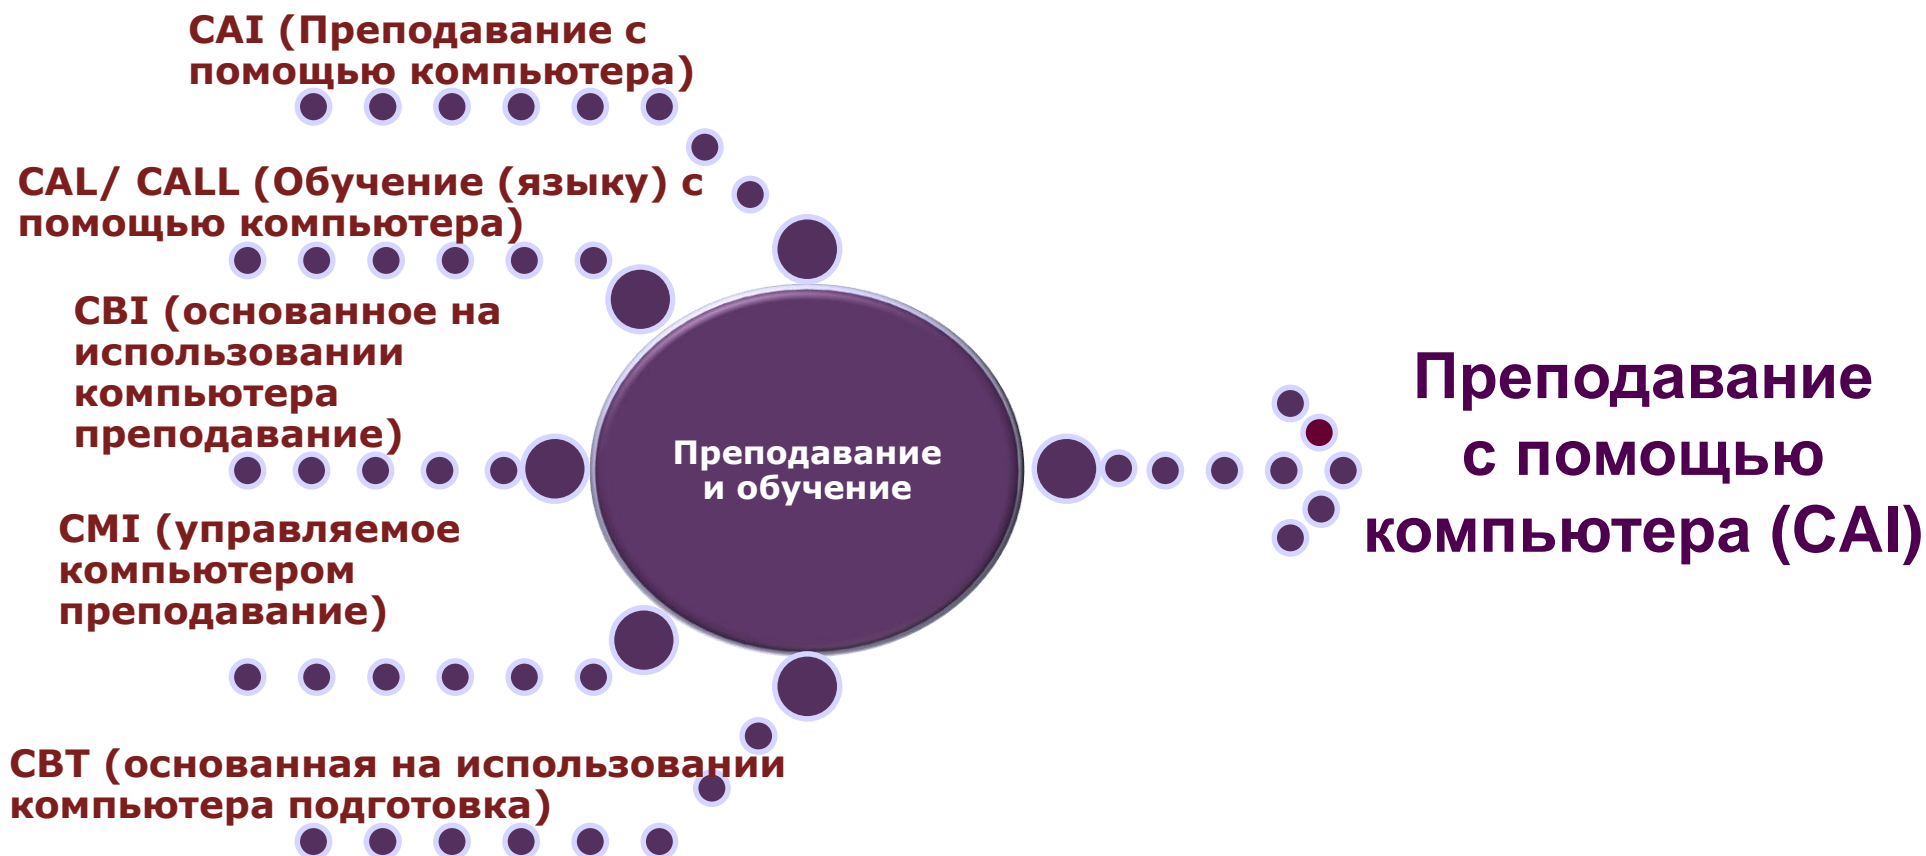 CAI (Преподавание с
помощью компьютера)
CAL/ CALL (Обучение (языку) с
помощью компьютера)
CBI (основанное на
использовании
компьютера
преподавание)
CMI (управляемое
компьютером
преподавание)
CBT (основанная на использовании
компьютера подготовка)
Преподавание
и обучение
Преподавание
с помощью
компьютера (CAI)